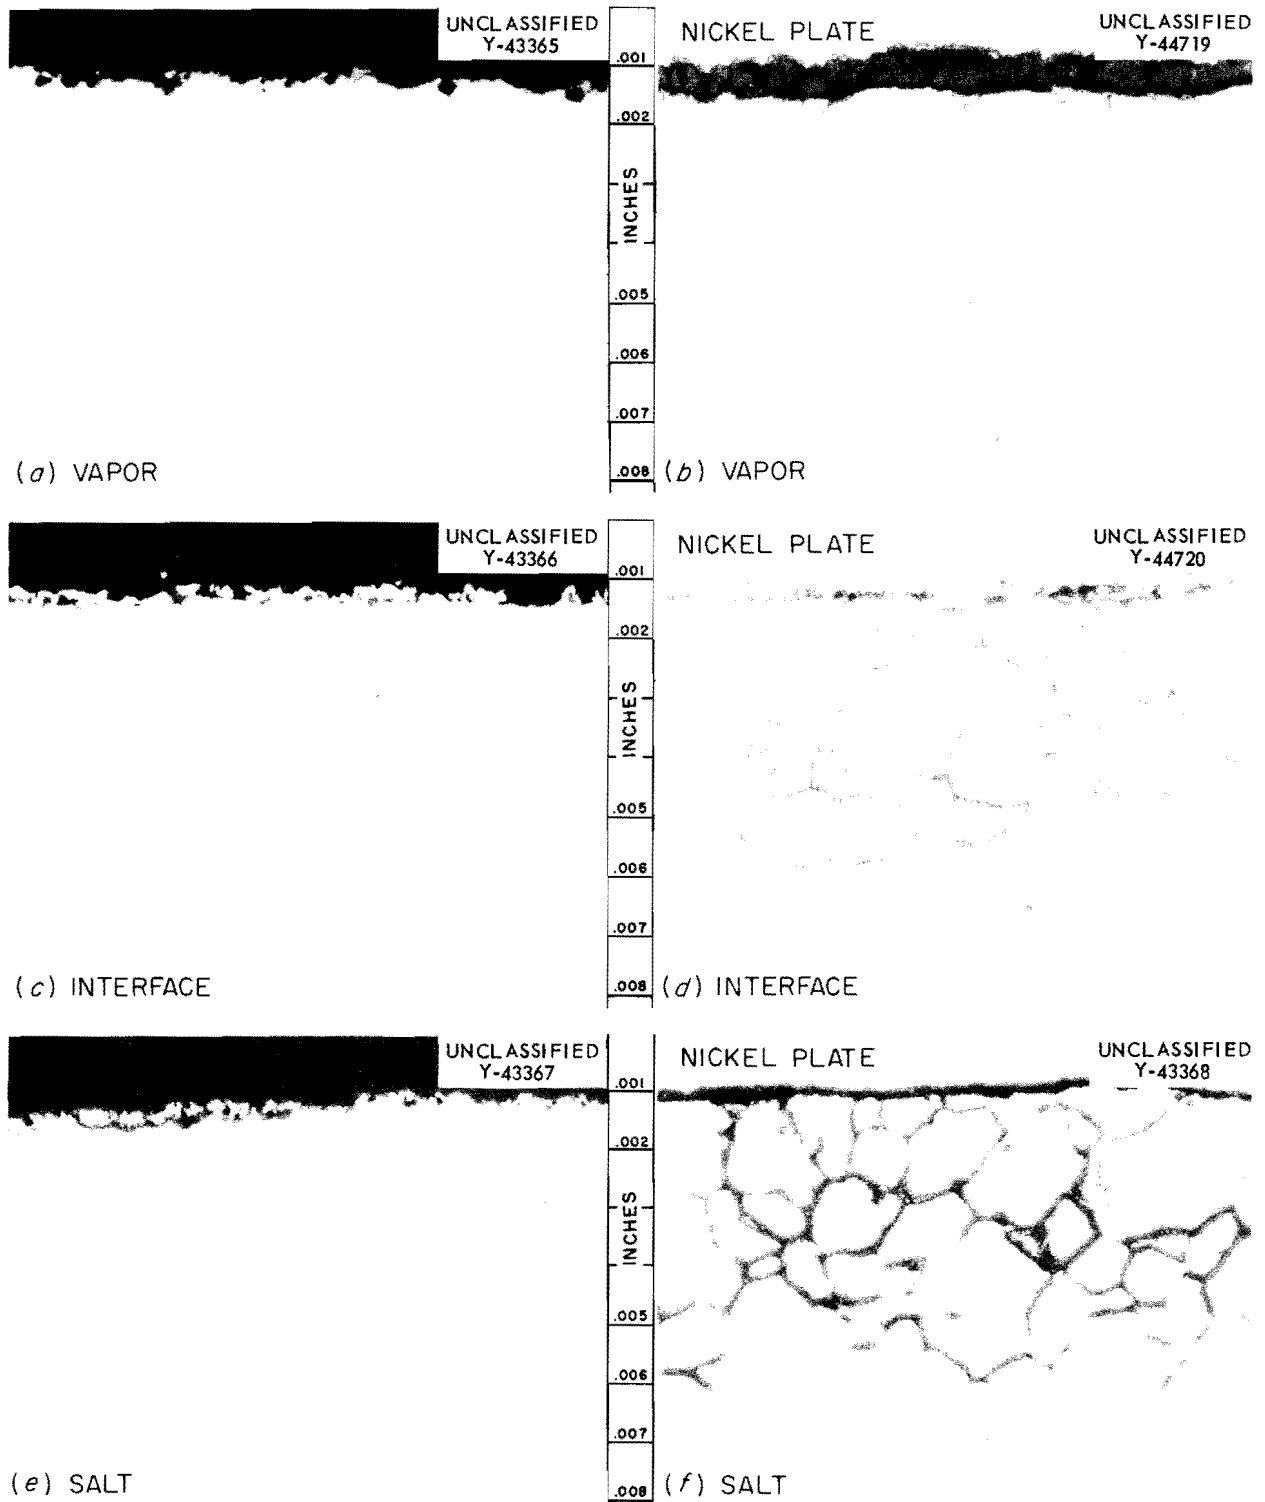 UNCLASSIFIED
Y-43365
.001
.002
INCHES
.005
.006
.007
.008
(a) VAPOR
NICKEL PLATE
UNCLASSIFIED
Y-44719
(b) VAPOR
UNCLASSIFIED
Y-43366
.001
.002
INCHES
.005
.006
.007
.008
(c) INTERFACE
NICKEL PLATE
UNCLASSIFIED
Y-44720
(d) INTERFACE
UNCLASSIFIED
Y-43367
.001
.002
INCHES
.005
.006
.007
.008
(e) SALT
NICKEL PLATE
UNCLASSIFIED
Y-43368
(f) SALT